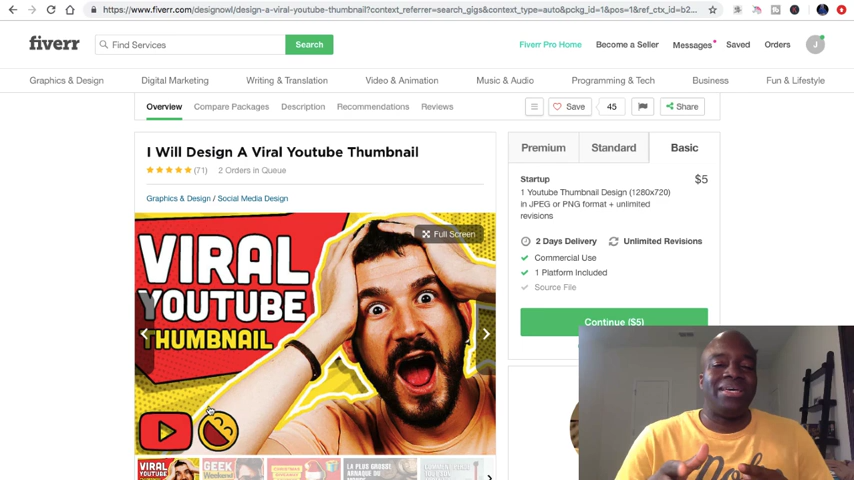 https://www.fiverr.com/designowl/design-a-viral-youtube-thumbnail?context_referrer=search_gigs&context_type=auto&pckg_id=1&pos=1&ref_ctx_id=b2...
fiverr
Find Services
Search
Fiverr Pro Home
Become a Seller
Messages
Saved
Orders
J
Graphics & Design
Digital Marketing
Writing & Translation
Video & Animation
Music & Audio
Programming & Tech
Business
Fun & Lifestyle
Overview
Compare Packages
Description
Recommendations
Reviews
Save
45
Share
I Will Design A Viral Youtube Thumbnail
(71) 2 Orders in Queue
Graphics & Design / Social Media Design
Full Screen
VIRAL
YOUTUBE
THUMBNAIL
VIRAL
YOUTUBE
GEEK
Premium
Standard
Basic
Startup
$5
1 Youtube Thumbnail Design (1280x720)
in JPEG or PNG format + unlimited
revisions
2 Days Delivery
Unlimited Revisions
Commercial Use
1 Platform Included
Source File
Continue ($5)